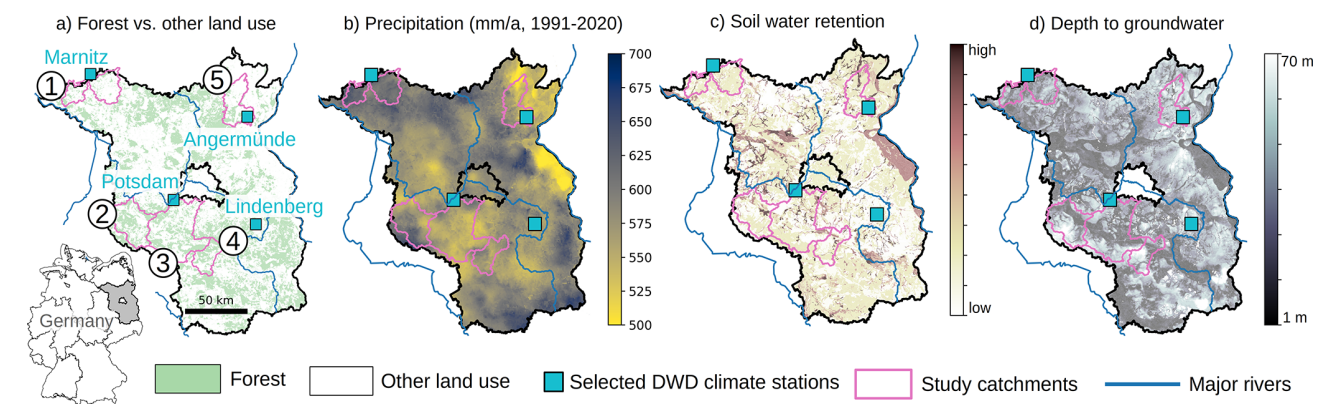 a) Forest vs. other land use
b) Precipitation (mm/a, 1991-2020)
c) Soil water retention
d) Depth to groundwater
Marnitz
1
5
Angermünde
Potsdam
Lindenberg
2
3
4
50 km
Germany
700
675
650
625
600
575
550
525
500
high
low
70 m
1 m
Forest
Other land use
Selected DWD climate stations
Study catchments
Major rivers